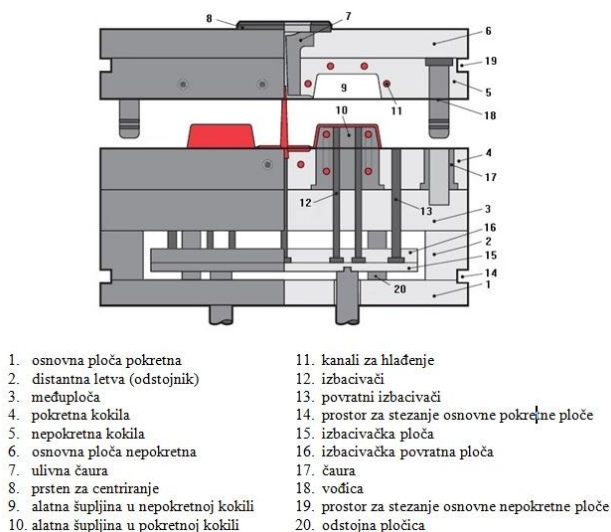 8
7
6
19
9
5
11
18
10
4
17
12
13
3
16
2
15
14
20
1
1. osnovna ploča pokretna
2. distantna letva (odstojnik)
3. međuploča
4. pokretna kokila
5. nepokretna kokila
6. osnovna ploča nepokretna
7. ulivna čaura
8. prsten za centriranje
9. alatna šupljina u nepokretnoj kokili
10. alatna šupljina u pokretnoj kokili
11. kanali za hlađenje
12. izbacivači
13. povratni izbacivači
14. prostor za stezanje osnovne pokretne ploče
15. izbacivačka ploča
16. izbacivačka povratna ploča
17. čaura
18. vođica
19. prostor za stezanje osnovne nepokretne ploče
20. odstojna pločica